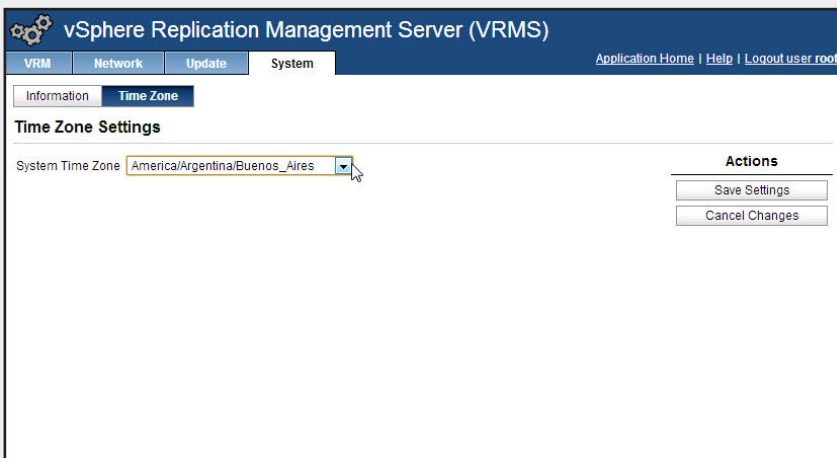 vSphere Replication Management Server (VRMS)
VRM Network Update System
Application Home | Help | Logout user root
Information Time Zone
Time Zone Settings
System Time Zone America/Argentina/Buenos_Aires
Actions
Save Settings
Cancel Changes